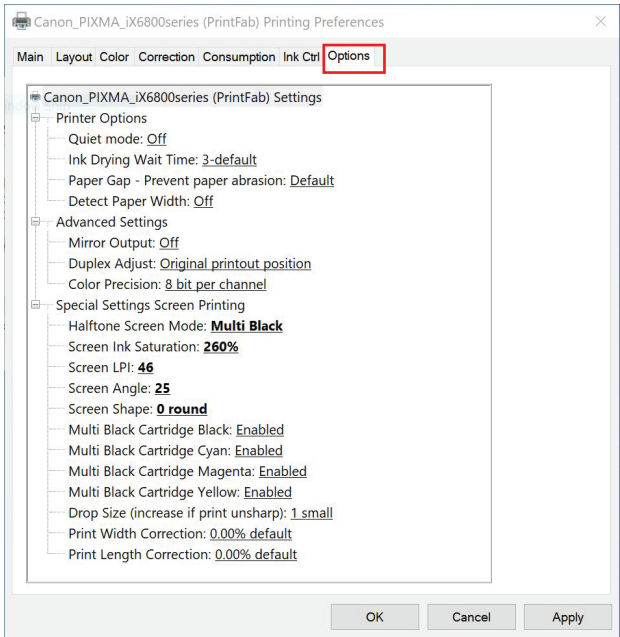 Canon_PIXMA_iX6800series (PrintFab) Printing Preferences
Main Layout Color Correction Consumption Ink Ctrl Options
Canon_PIXMA_iX6800series (PrintFab) Settings
Printer Options
Quiet mode: Off
Ink Drying Wait Time: 3-default
Paper Gap - Prevent paper abrasion: Default
Detect Paper Width: Off
Advanced Settings
Mirror Output: Off
Duplex Adjust: Original printout position
Color Precision: 8 bit per channel
Special Settings Screen Printing
Halftone Screen Mode: Multi Black
Screen Ink Saturation: 260%
Screen LPI: 46
Screen Angle: 25
Screen Shape: 0 round
Multi Black Cartridge Black: Enabled
Multi Black Cartridge Cyan: Enabled
Multi Black Cartridge Magenta: Enabled
Multi Black Cartridge Yellow: Enabled
Drop Size (increase if print unsharp): 1 small
Print Width Correction: 0.00% default
Print Length Correction: 0.00% default
OK Cancel Apply